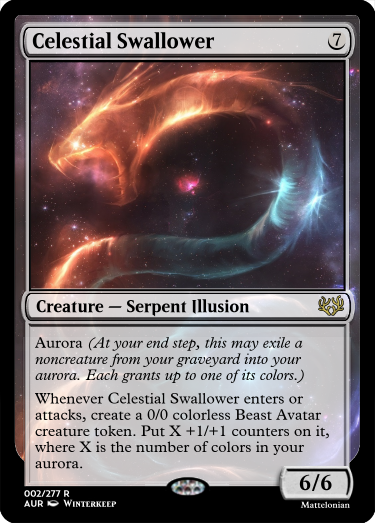 Celestial Swallower
7
Creature — Serpent Illusion
Aurora (At your end step, this may exile a
noncreature from your graveyard into your
aurora. Each grants up to one of its colors.)
Whenever Celestial Swallower enters or
attacks, create a 0/0 colorless Beast Avatar
creature token. Put X +1/+1 counters on it,
where X is the number of colors in your
aurora.
6/6
002/277 R
AUR WINTERKEEP
Mattelonian